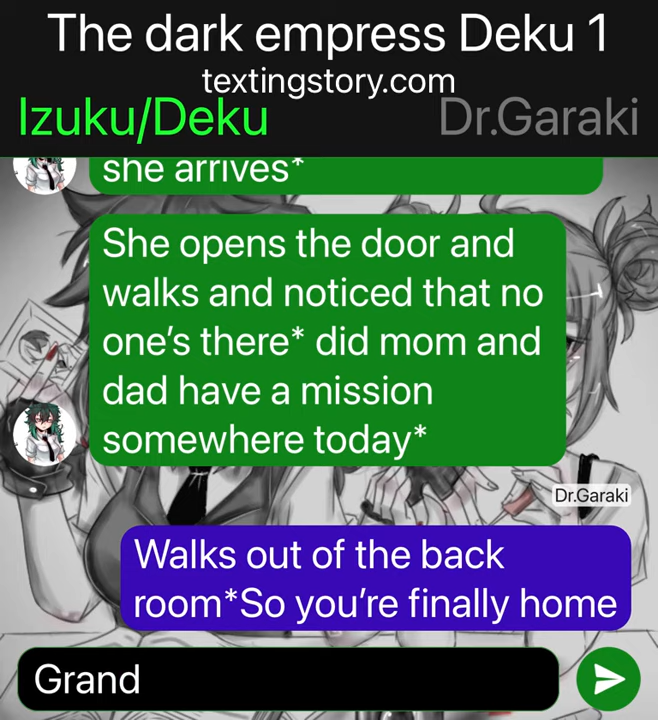 The dark empress Deku 1
textingstory.com
Izuku/Deku
Dr.Garaki
she arrives*
She opens the door and
walks and noticed that no
one's there* did mom and
dad have a mission
somewhere today*
Dr.Garaki
Walks out of the back
room*So you're finally home
Grand